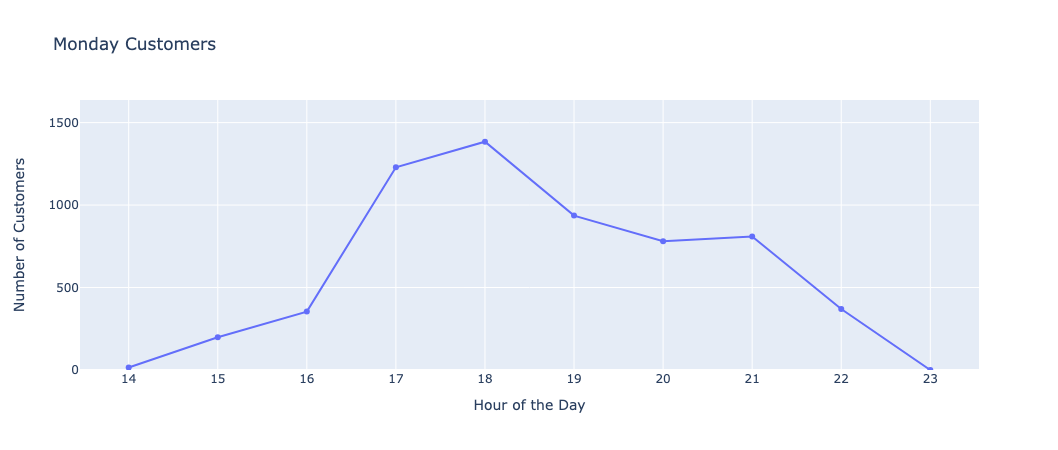 Monday Customers
Number of Customers
1500
1000
500
0
14 15 16 17 18 19 20 21 22 23
Hour of the Day